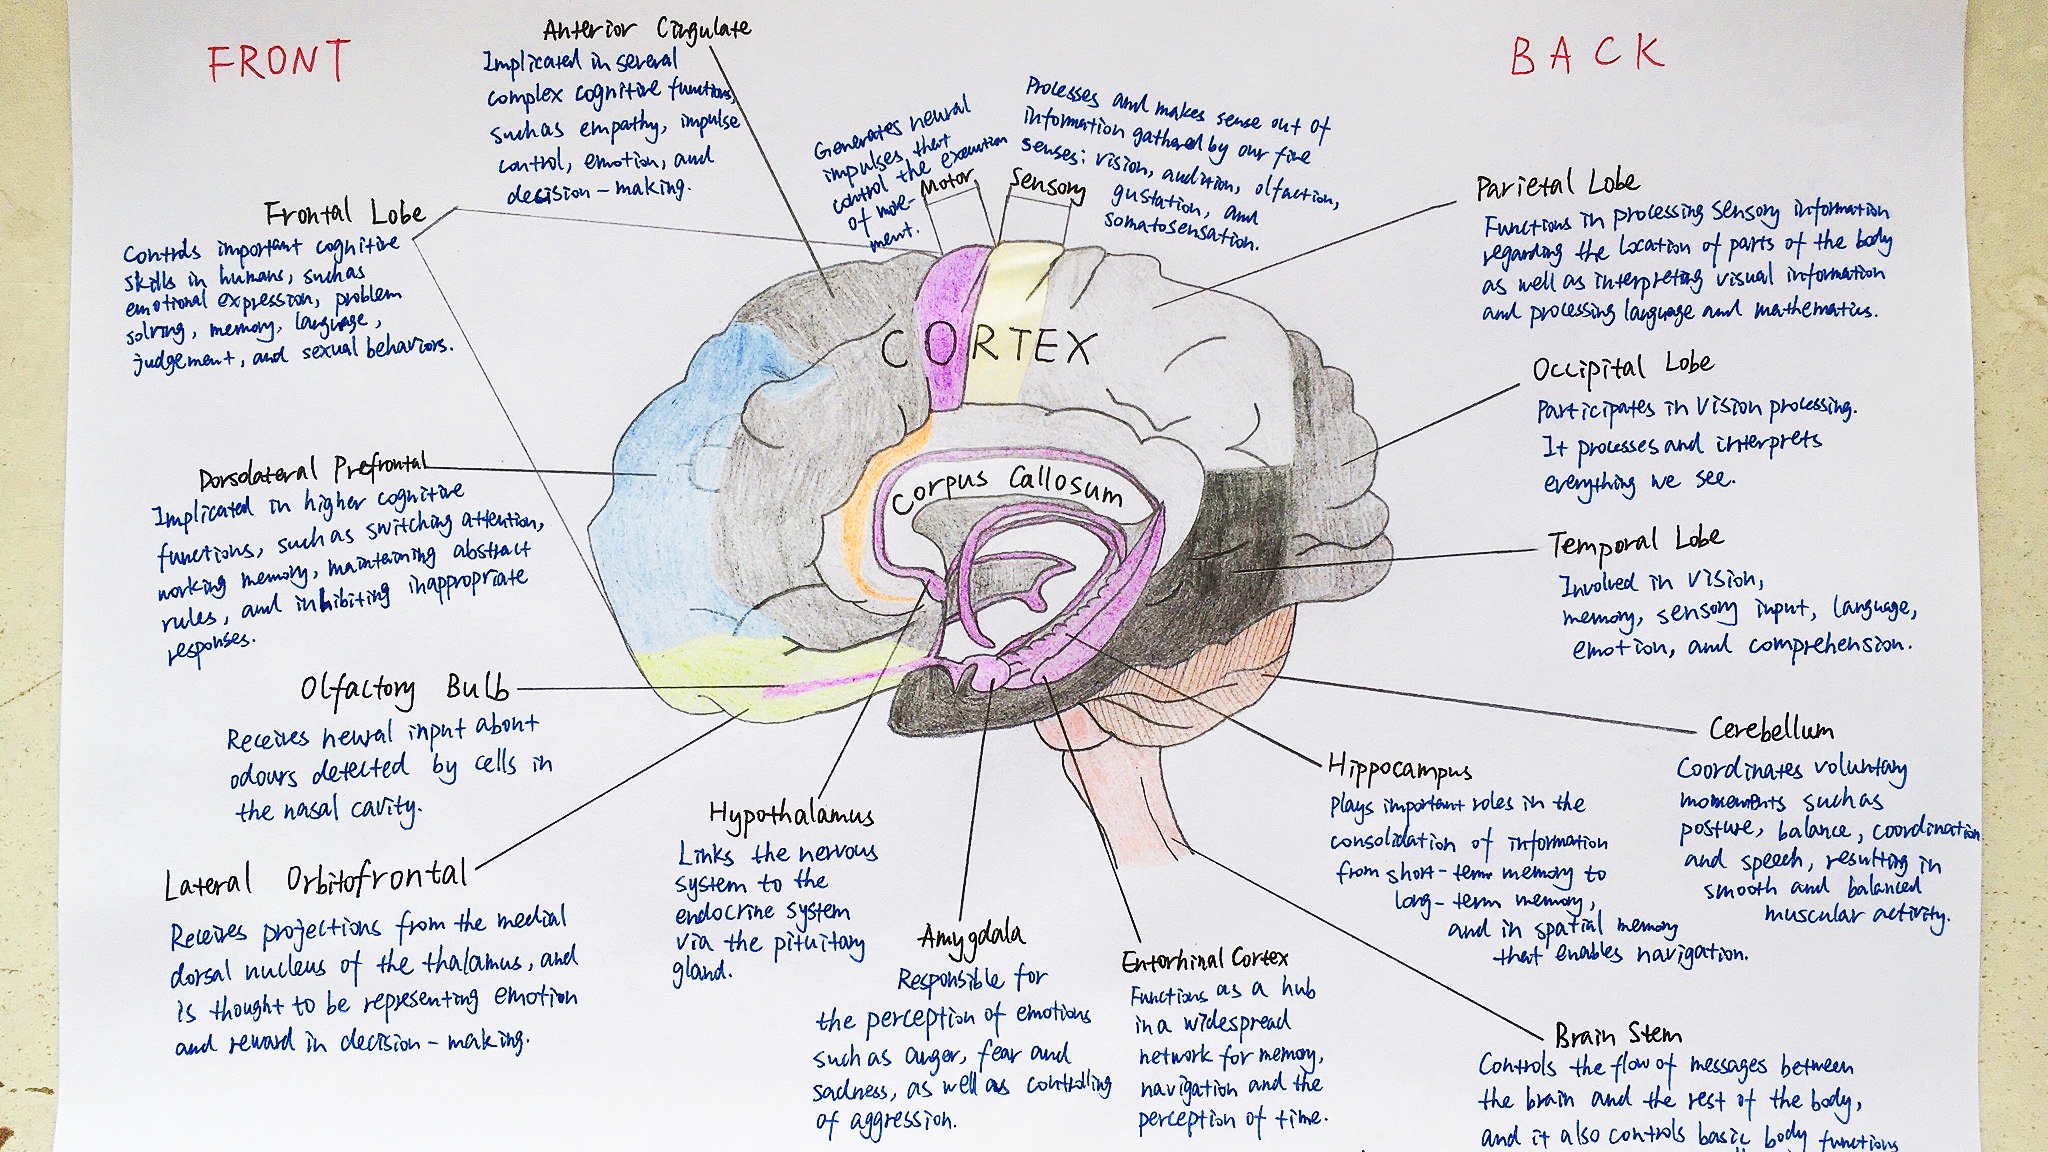 FRONT
BACK
Anterior Cingulate
Implicated in several
complex cognitive functions,
such as empathy, impulse
control, emotion, and
decision-making.
Generates neural
impulses that
control the execution
of move-
ment.
Motor
Processes and makes sense out of
information gathered by our five
senses: vision, audition, olfaction,
gustation, and
somatosensation.
Sensory
Frontal Lobe
Controls important cognitive
skills in humans, such as
emotional expression, problem
solving, memory, language,
judgement, and sexual behaviors.
Parietal Lobe
Functions in processing sensory information
regarding the location of parts of the body
as well as interpreting visual information
and processing language and mathematics.
CORTEX
Corpus Callosum
Occipital Lobe
Participates in vision processing.
It processes and interprets
everything we see.
Dorsolateral Prefrontal
Implicated in higher cognitive
functions, such as switching attention,
working memory, maintaining abstract
rules, and inhibiting inappropriate
responses.
Temporal Lobe
Involved in vision,
memory, sensory input, language,
emotion, and comprehension.
Olfactory Bulb
Receives neural input about
odours detected by cells in
the nasal cavity.
Cerebellum
Coordinates voluntary
movements such as
posture, balance, coordination
and speech, resulting in
smooth and balanced
muscular activity.
Lateral Orbitofrontal
Receives projections from the medial
dorsal nucleus of the thalamus, and
is thought to be representing emotion
and reward in decision-making.
Hypothalamus
Links the nervous
system to the
endocrine system
via the pituitary
gland.
Hippocampus
Plays important roles in the
consolidation of information
from short-term memory to
long-term memory,
and in spatial memory
that enables navigation.
Amygdala
Responsible for
the perception of emotions
such as anger, fear and
sadness, as well as controlling
of aggression.
Entorhinal Cortex
Functions as a hub
in a widespread
network for memory,
navigation and the
perception of time.
Brain Stem
Controls the flow of messages between
the brain and the rest of the body,
and it also controls basic body functions